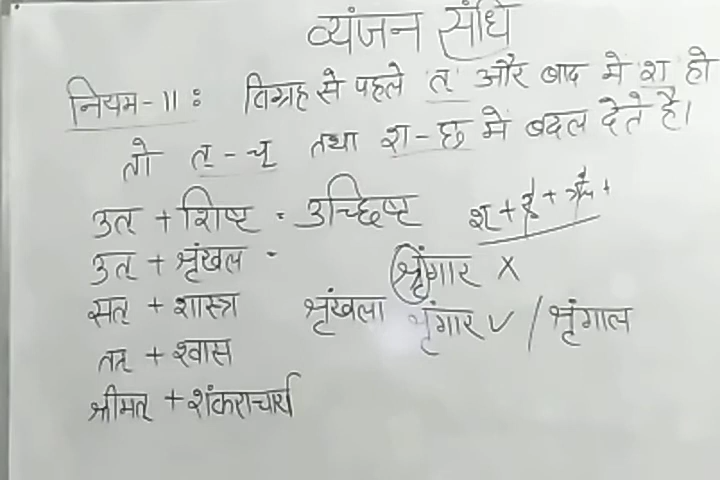 व्यंजन संधि
नियम-11: विग्रह से पहले त् और बाद मे श हो
तो त् - च् तथा श - छ मे बदल देते है।
उत् + शिष्ट = उच्छिष्ट
उत् + शृंखल =
श्रृंगार X
सत् + शास्त्र
शृंखला शृंगार ✓ / शृंगाल
तत् + श्वास
श्रीमत् + शंकराचार्य